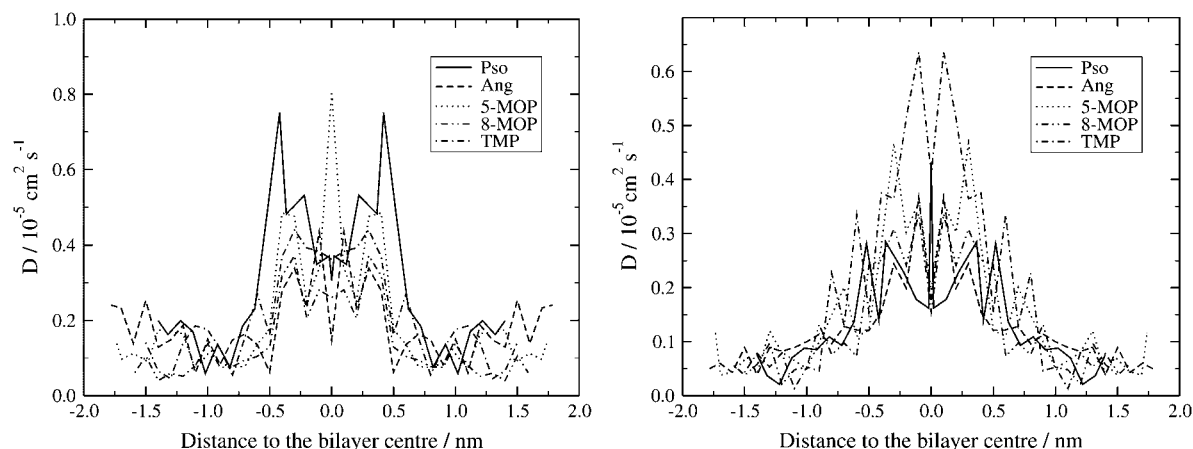 1.0
0.8
0.6
0.4
0.2
0.0
D / 10⁻⁵ cm² s⁻¹
Pso
Ang
5-MOP
8-MOP
TMP
-2.0 -1.5 -1.0 -0.5 0.0 0.5 1.0 1.5 2.0
Distance to the bilayer centre / nm
0.6
0.5
0.4
0.3
0.2
0.1
0.0
D / 10⁻⁵ cm² s⁻¹
Pso
Ang
5-MOP
8-MOP
TMP
-2.0 -1.5 -1.0 -0.5 0.0 0.5 1.0 1.5 2.0
Distance to the bilayer centre / nm